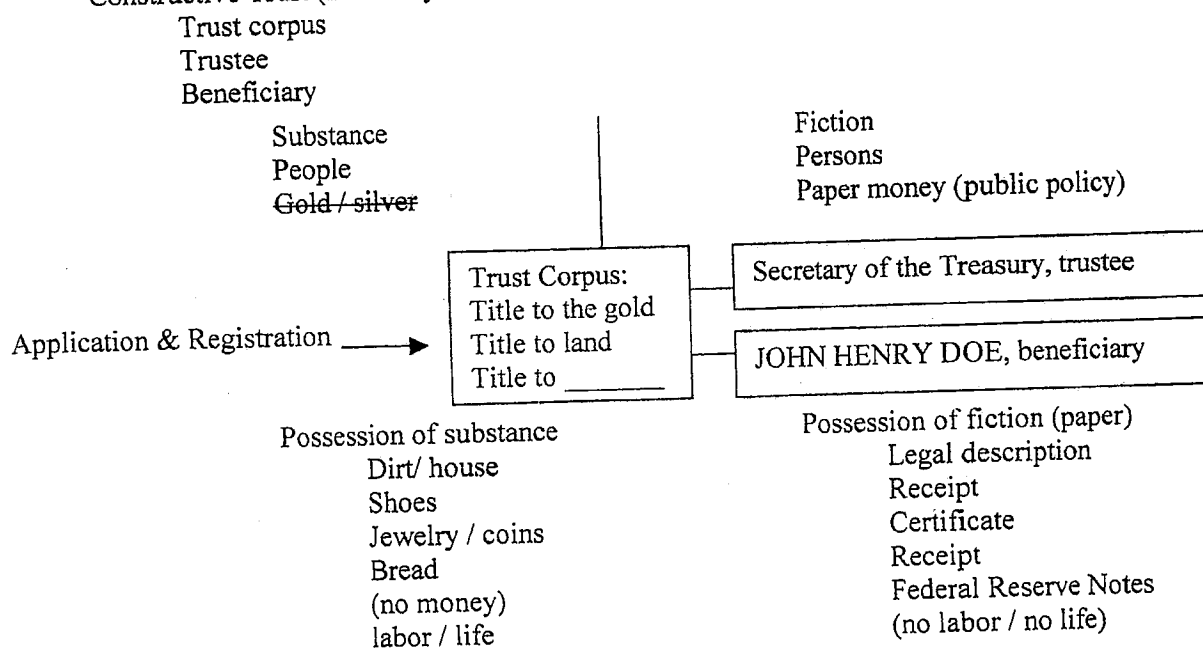 Trust corpus
Trustee
Beneficiary
Substance
People
Gold / silver
Fiction
Persons
Paper money (public policy)
Application & Registration
Trust Corpus:
Title to the gold
Title to land
Title to ________
Secretary of the Treasury, trustee
JOHN HENRY DOE, beneficiary
Possession of substance
Dirt/ house
Shoes
Jewelry / coins
Bread
(no money)
labor / life
Possession of fiction (paper)
Legal description
Receipt
Certificate
Receipt
Federal Reserve Notes
(no labor / no life)